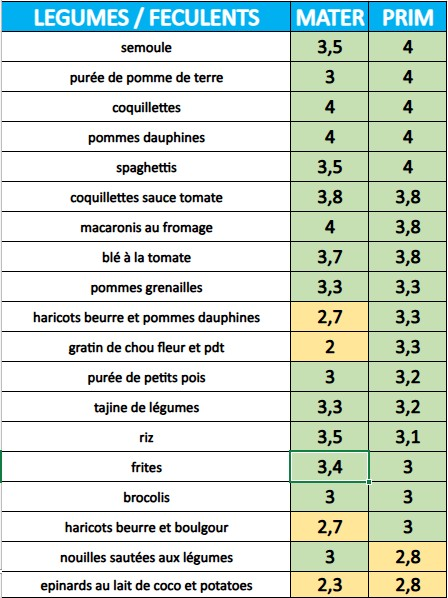 LEGUMES / FECULENTS MATER PRIM
semoule 3,5 4
purée de pomme de terre 3 4
coquillettes 4 4
pommes dauphines 4 4
spaghettis 3,5 4
coquillettes sauce tomate 3,8 3,8
macaronis au fromage 4 3,8
blé à la tomate 3,7 3,8
pommes grenailles 3,3 3,3
haricots beurre et pommes dauphines 2,7 3,3
gratin de chou fleur et pdt 2 3,3
purée de petits pois 3 3,2
tajine de légumes 3,3 3,2
riz 3,5 3,1
frites 3,4 3
brocolis 3 3
haricots beurre et boulgour 2,7 3
nouilles sautées aux légumes 3 2,8
epinards au lait de coco et potatoes 2,3 2,8